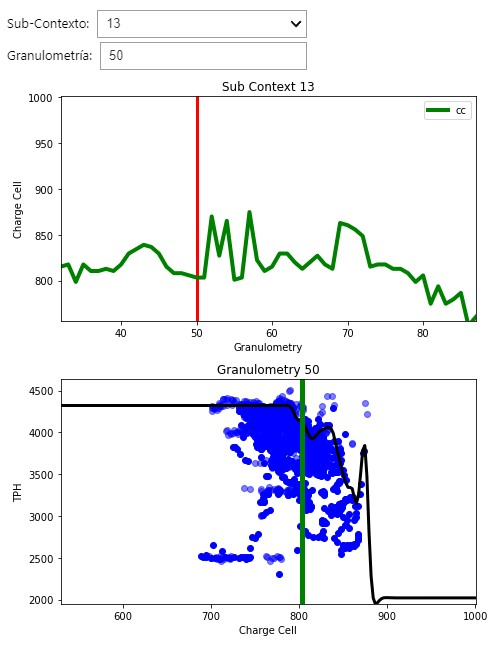 Sub-Contexto: 13
Granulometría: 50
Sub Context 13
1000
950
900
850
800
Charge Cell
cc
40 50 60 70 80
Granulometry
Granulometry 50
4500
4000
3500
3000
2500
2000
TPH
600 700 800 900 1000
Charge Cell